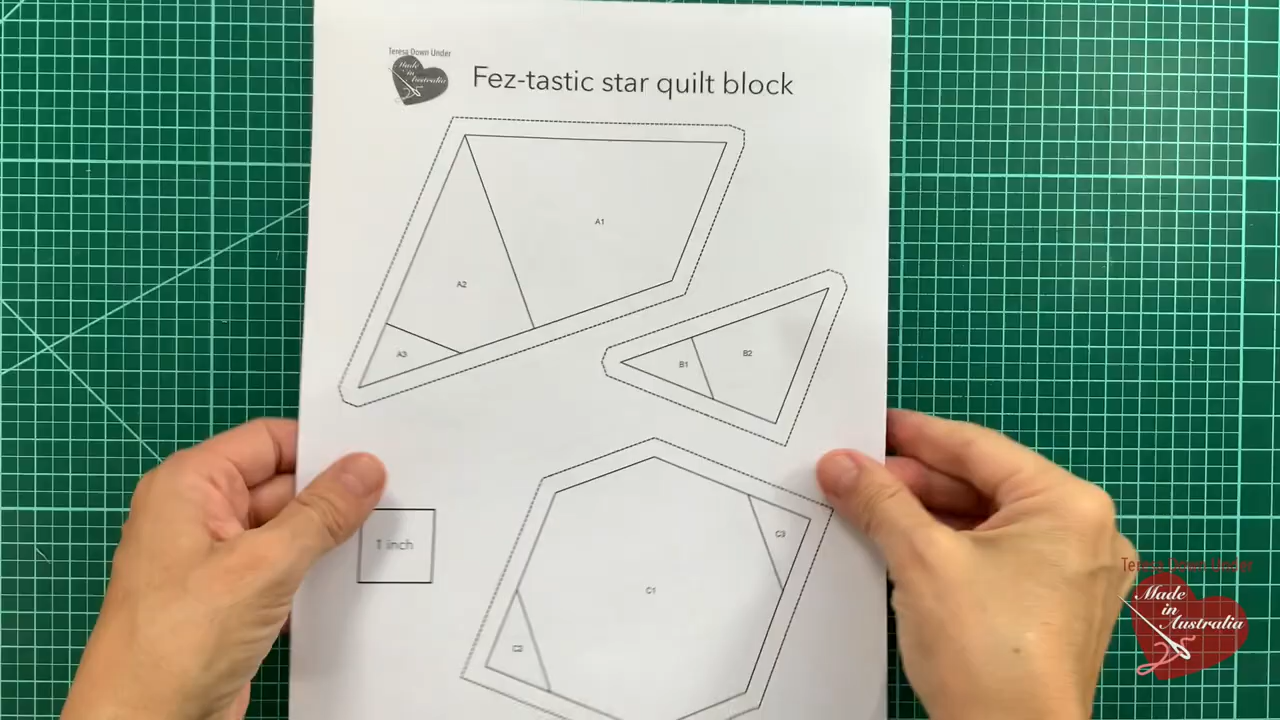 Teresa Down Under
Made
in
Australia
Fez-tastic star quilt block
A1
A2
A3
B1
B2
1 inch
C3
C1
C2
Teresa Down Under
Made
in
Australia